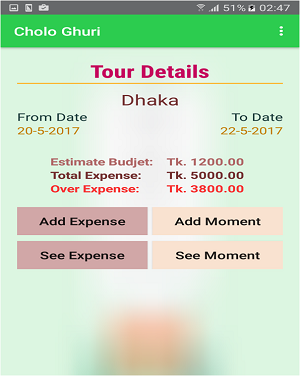 51% 02:47
Cholo Ghuri
Tour Details
Dhaka
From Date To Date
20-5-2017 22-5-2017
Estimate Budjet: Tk. 1200.00
Total Expense: Tk. 5000.00
Over Expense: Tk. 3800.00
Add Expense Add Moment
See Expense See Moment